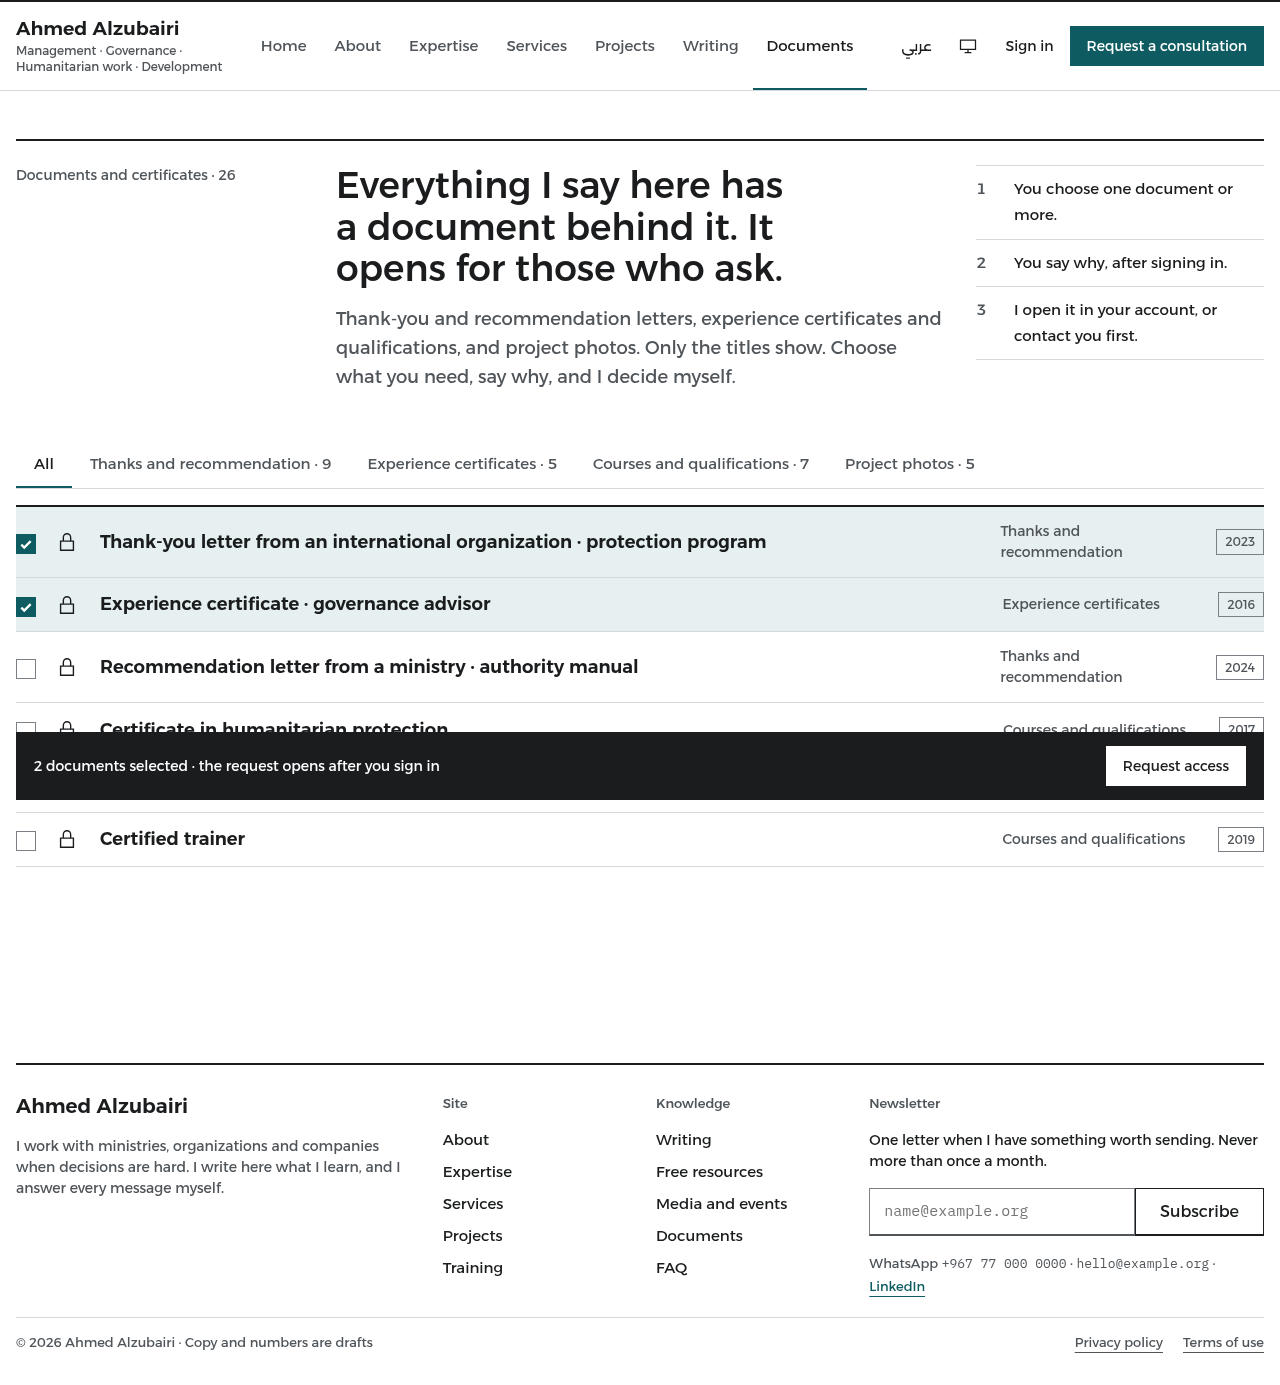 Ahmed Alzubairi
Management · Governance ·
Humanitarian work · Development
Home
About
Expertise
Services
Projects
Writing
Documents
عربي
Sign in
Request a consultation
Documents and certificates · 26
Everything I say here has
a document behind it. It
opens for those who ask.
Thank-you and recommendation letters, experience certificates and
qualifications, and project photos. Only the titles show. Choose
what you need, say why, and I decide myself.
1 You choose one document or
more.
2 You say why, after signing in.
3 I open it in your account, or
contact you first.
All
Thanks and recommendation · 9
Experience certificates · 5
Courses and qualifications · 7
Project photos · 5
Thank-you letter from an international organization · protection program
Thanks and
recommendation
2023
Experience certificate · governance advisor
Experience certificates
2016
Recommendation letter from a ministry · authority manual
Thanks and
recommendation
2024
Certificate in humanitarian protection
Courses and qualifications
2017
2 documents selected · the request opens after you sign in
Request access
Certified trainer
Courses and qualifications
2019
Ahmed Alzubairi
I work with ministries, organizations and companies
when decisions are hard. I write here what I learn, and I
answer every message myself.
Site
About
Expertise
Services
Projects
Training
Knowledge
Writing
Free resources
Media and events
Documents
FAQ
Newsletter
One letter when I have something worth sending. Never
more than once a month.
name@example.org
Subscribe
WhatsApp +967 77 000 0000 · hello@example.org ·
LinkedIn
© 2026 Ahmed Alzubairi · Copy and numbers are drafts
Privacy policy
Terms of use